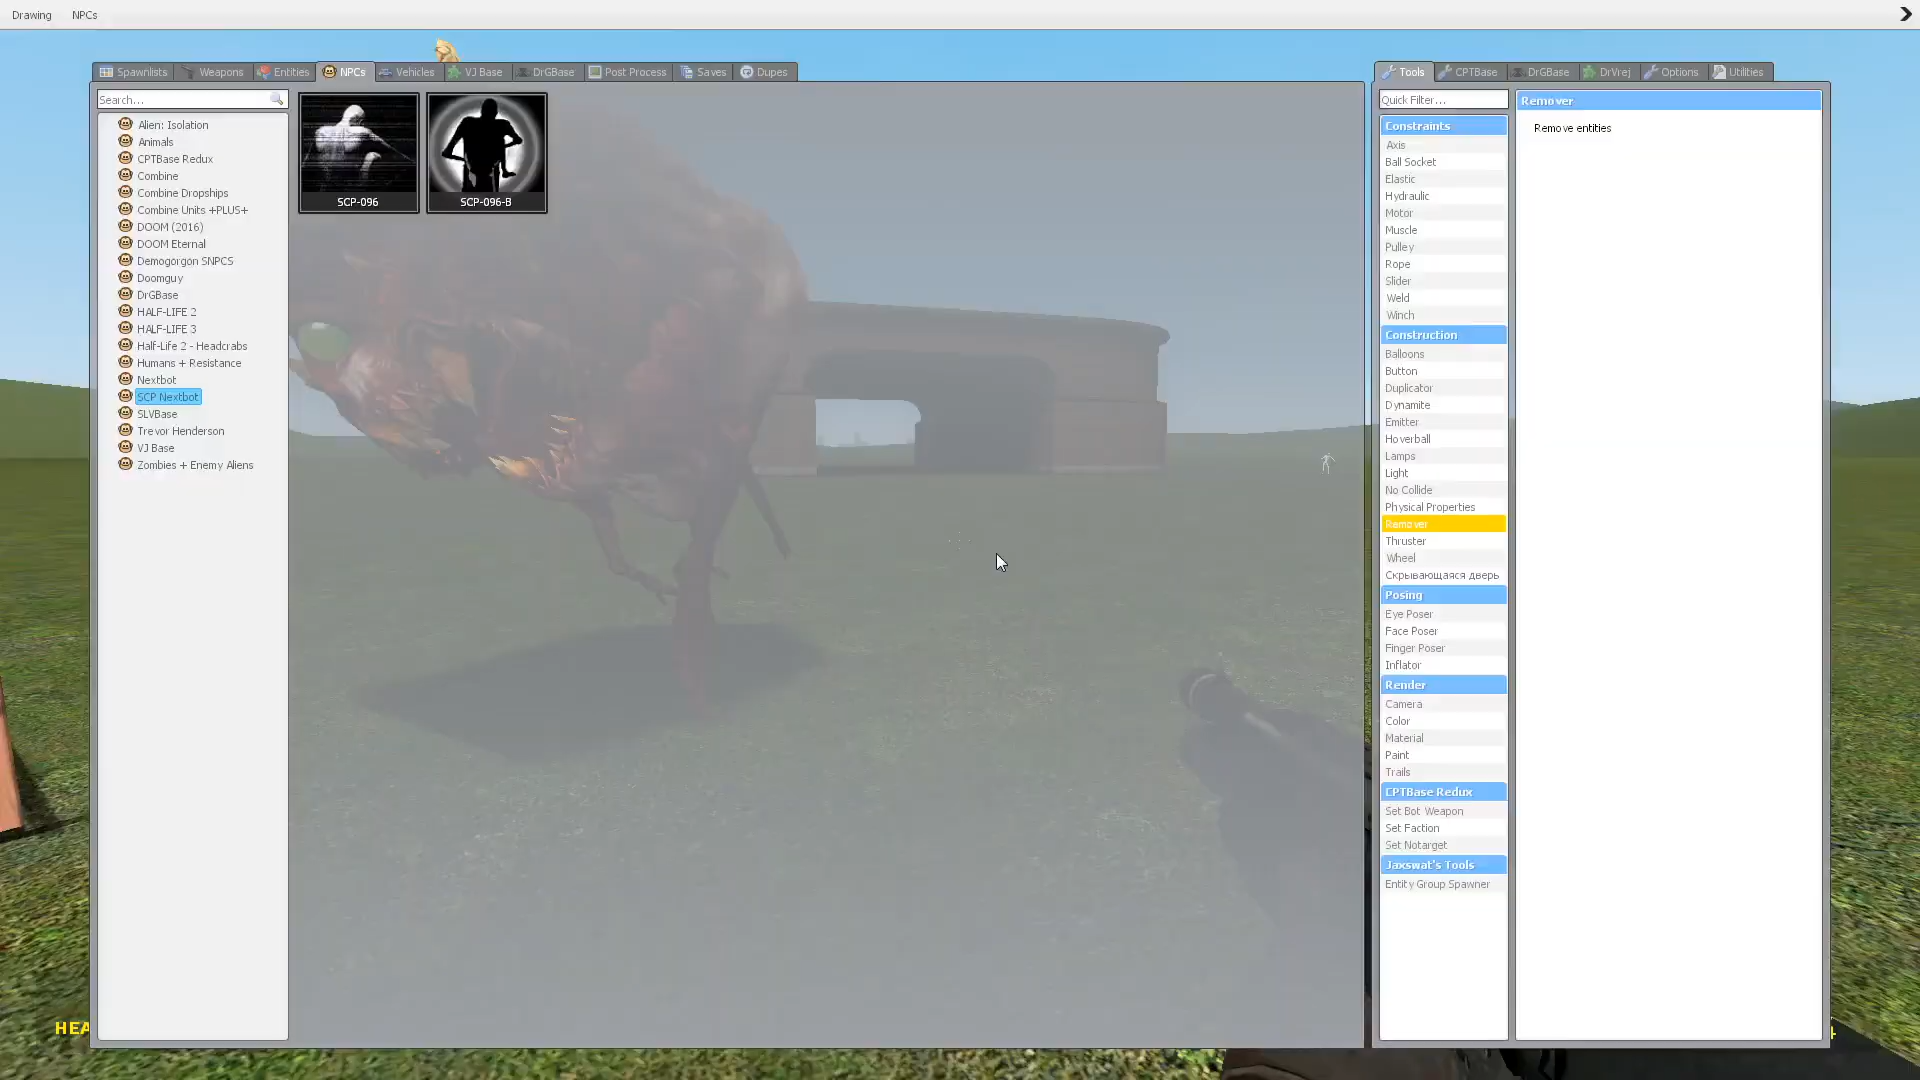 Drawing NPCs
Spawnlists Weapons Entities NPCs Vehicles VJ Base DrGBase Post Process Saves Dupes
Search...
Alien: Isolation
Animals
CPTBase Redux
Combine
Combine Dropships
Combine Units +PLUS+
DOOM (2016)
DOOM Eternal
Demogorgon SNPCS
Doomguy
DrGBase
HALF-LIFE 2
HALF-LIFE 3
Half-Life 2 - Headcrabs
Humans + Resistance
Nextbot
SCP Nextbot
SLVBase
Trevor Henderson
VJ Base
Zombies + Enemy Aliens
SCP-096
SCP-096-B
Tools CPTBase DrGBase DrVrej Options Utilities
Quick Filter...
Constraints
Axis
Ball Socket
Elastic
Hydraulic
Motor
Muscle
Pulley
Rope
Slider
Weld
Winch
Construction
Balloons
Button
Duplicator
Dynamite
Emitter
Hoverball
Lamps
Light
No Collide
Physical Properties
Remover
Thruster
Wheel
Скрывающаяся дверь
Posing
Eye Poser
Face Poser
Finger Poser
Inflator
Render
Camera
Color
Material
Paint
Trails
CPTBase Redux
Set Bot Weapon
Set Faction
Set Notarget
Jaxswat's Tools
Entity Group Spawner
Remover
Remove entities
HEA